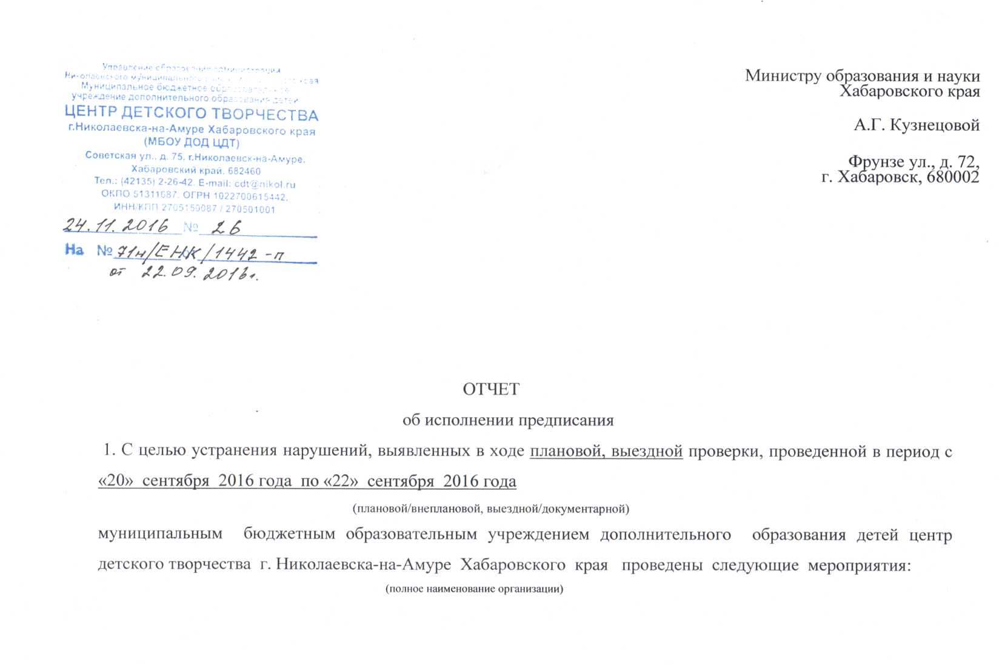 Управление образования администрации
Николаевского муниципального края
Муниципальное бюджетное образовательное
учреждение дополнительного образования детей
ЦЕНТР ДЕТСКОГО ТВОРЧЕСТВА
г.Николаевска-на-Амуре Хабаровского края
(МБОУ ДОД ЦДТ)
Советская ул., д. 75, г.Николаевск-на-Амуре,
Хабаровский край, 682460
Тел.: (42135) 2-26-42. E-mail: cdt@nikol.ru
ОКПО 51311687, ОГРН 1022700615442,
ИНН/КПП 2705150087 / 270501001
24.11.2016 № 26
На № 71н/ЕНК/1442-п
от 22.09.2016г.
Министру образования и науки
Хабаровского края
А.Г. Кузнецовой
Фрунзе ул., д. 72,
г. Хабаровск, 680002
ОТЧЕТ
об исполнении предписания
1. С целью устранения нарушений, выявленных в ходе плановой, выездной проверки, проведенной в период с
«20» сентября 2016 года по «22» сентября 2016 года
(плановой/внеплановой, выездной/документарной)
муниципальным бюджетным образовательным учреждением дополнительного образования детей центр
детского творчества г. Николаевска-на-Амуре Хабаровского края проведены следующие мероприятия:
(полное наименование организации)